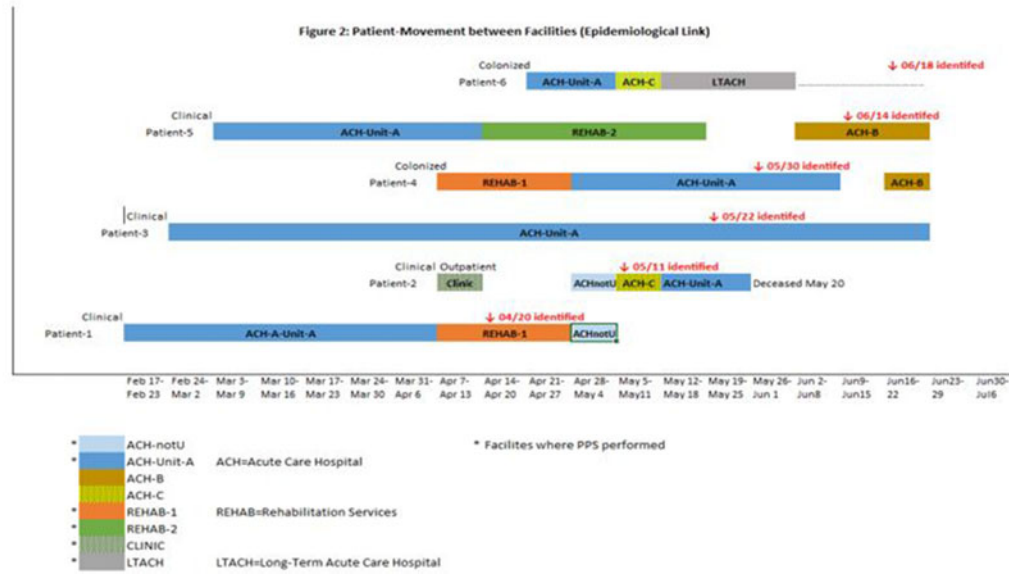 Figure 2: Patient-Movement between Facilities (Epidemiological Link)
Colonized
↓ 06/18 identifed
Patient-6
ACH-Unit-A
ACH-C
LTACH
Clinical
↓ 06/14 identifed
Patient-5
ACH-Unit-A
REHAB-2
ACH-B
Colonized
↓ 05/30 identifed
Patient-4
REHAB-1
ACH-Unit-A
ACH-B
Clinical
↓ 05/22 identifed
Patient-3
ACH-Unit-A
Clinical Outpatient
↓ 05/11 identified
Patient-2
Clinic
ACHnotU
ACH-C
ACH-Unit-A
Deceased May 20
Clinical
↓ 04/20 identified
Patient-1
ACH-A-Unit-A
REHAB-1
ACHnotU
Feb 17- Feb 24- Mar 3- Mar 10- Mar 17- Mar 24- Mar 31- Apr 7- Apr 14- Apr 21- Apr 28- May 5- May 12- May 19- May 26- Jun 2- Jun9- Jun16- Jun23- Jun30-
Feb 23 Mar 2 Mar 9 Mar 16 Mar 23 Mar 30 Apr 6 Apr 13 Apr 20 Apr 27 May 4 May11 May 18 May 25 Jun 1 Jun8 Jun15 22 29 Jul6
* ACH-notU
* Facilites where PPS performed
* ACH-Unit-A ACH=Acute Care Hospital
ACH-B
ACH-C
* REHAB-1 REHAB=Rehabilitation Services
* REHAB-2
* CLINIC
* LTACH LTACH=Long-Term Acute Care Hospital